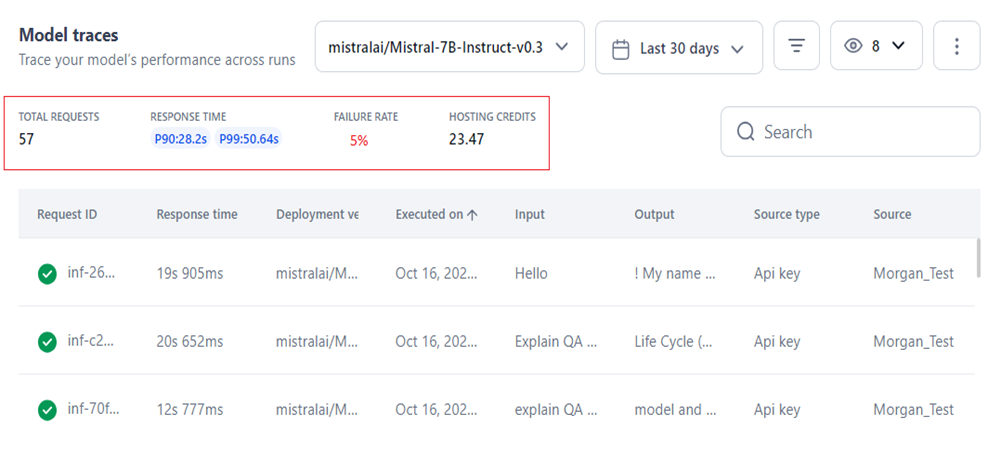 Model traces
Trace your model's performance across runs
mistralai/Mistral-7B-Instruct-v0.3
Last 30 days
8
TOTAL REQUESTS RESPONSE TIME FAILURE RATE HOSTING CREDITS
57 P90:28.2s P99:50.64s 5% 23.47
Search
Request ID Response time Deployment ve Executed on Input Output Source type Source
inf-26... 19s 905ms mistralai/M... Oct 16, 202... Hello ! My name ... Api key Morgan_Test
inf-c2... 20s 652ms mistralai/M... Oct 16, 202... Explain QA ... Life Cycle (... Api key Morgan_Test
inf-70f... 12s 777ms mistralai/M... Oct 16, 202... explain QA ... model and ... Api key Morgan_Test